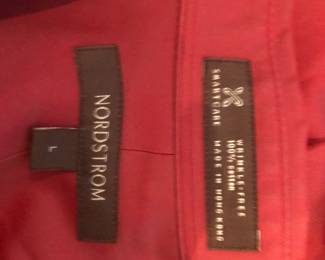 NORDSTROM
L
SMARTCARE
WRINKLE-FREE
100% cotton
MADE IN HONG KONG